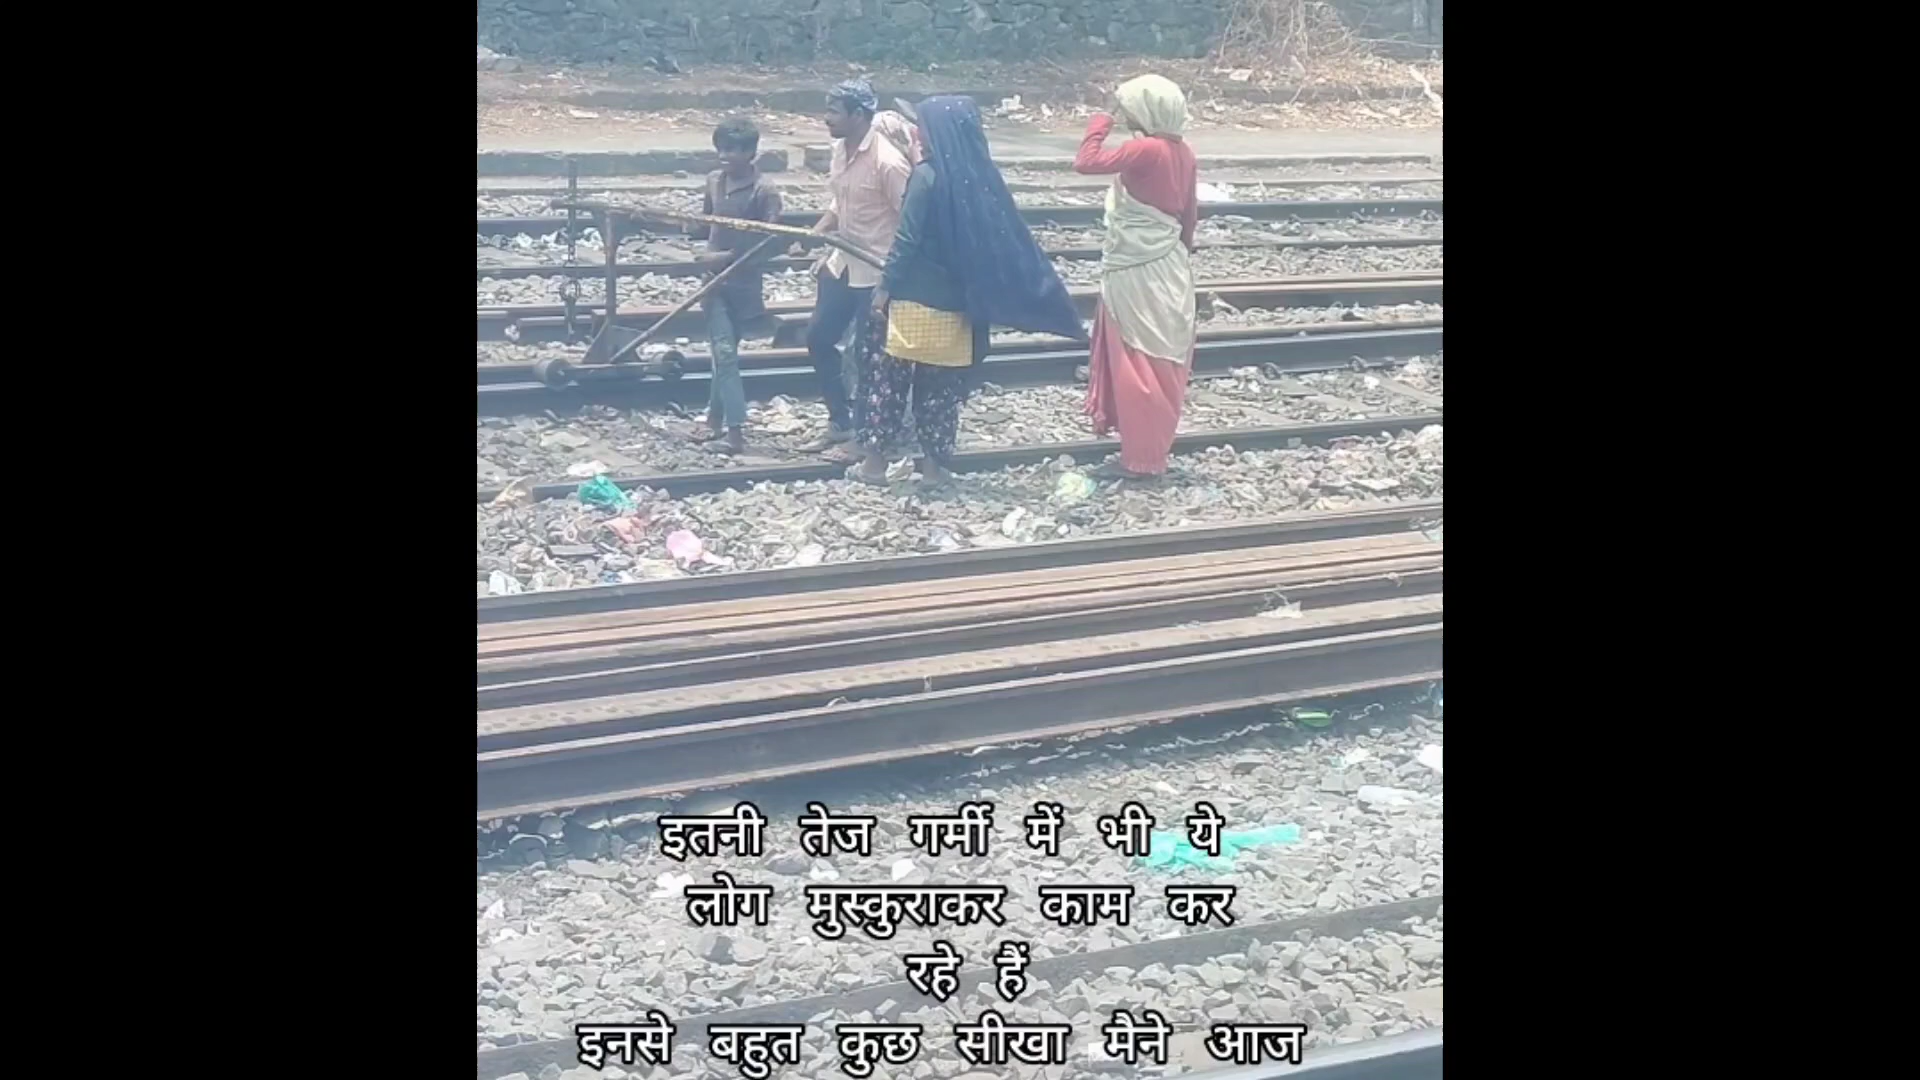 इतनी तेज गर्मी में भी ये
लोग मुस्कुराकर काम कर
रहे हैं
इनसे बहुत कुछ सीखा मैने आज